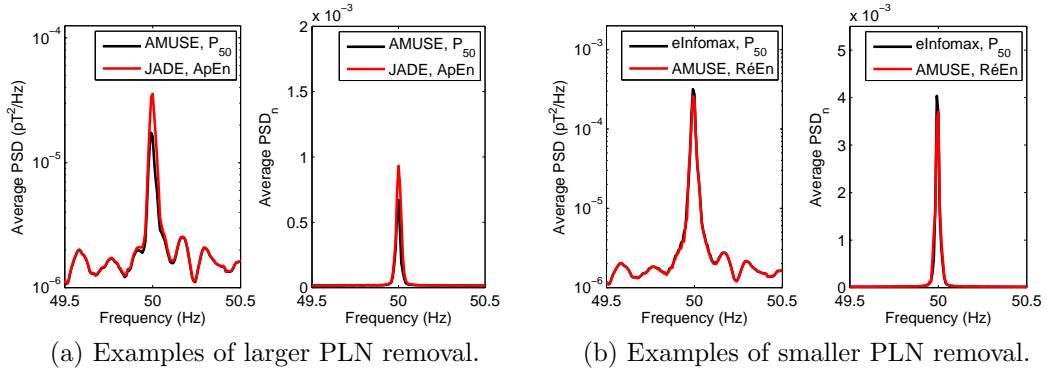 AMUSE, P₅₀
JADE, ApEn
10⁻⁴
10⁻⁵
10⁻⁶
Average PSD (pT²/Hz)
49.5 50 50.5
Frequency (Hz)
x 10⁻³
AMUSE, P₅₀
JADE, ApEn
2
1.5
1
0.5
0
Average PSDₙ
49.5 50 50.5
Frequency (Hz)
(a) Examples of larger PLN removal.
eInfomax, P₅₀
AMUSE, RéEn
10⁻³
10⁻⁴
10⁻⁵
10⁻⁶
Average PSD (pT²/Hz)
49.5 50 50.5
Frequency (Hz)
x 10⁻³
eInfomax, P₅₀
AMUSE, RéEn
5
4
3
2
1
0
Average PSDₙ
49.5 50 50.5
Frequency (Hz)
(b) Examples of smaller PLN removal.